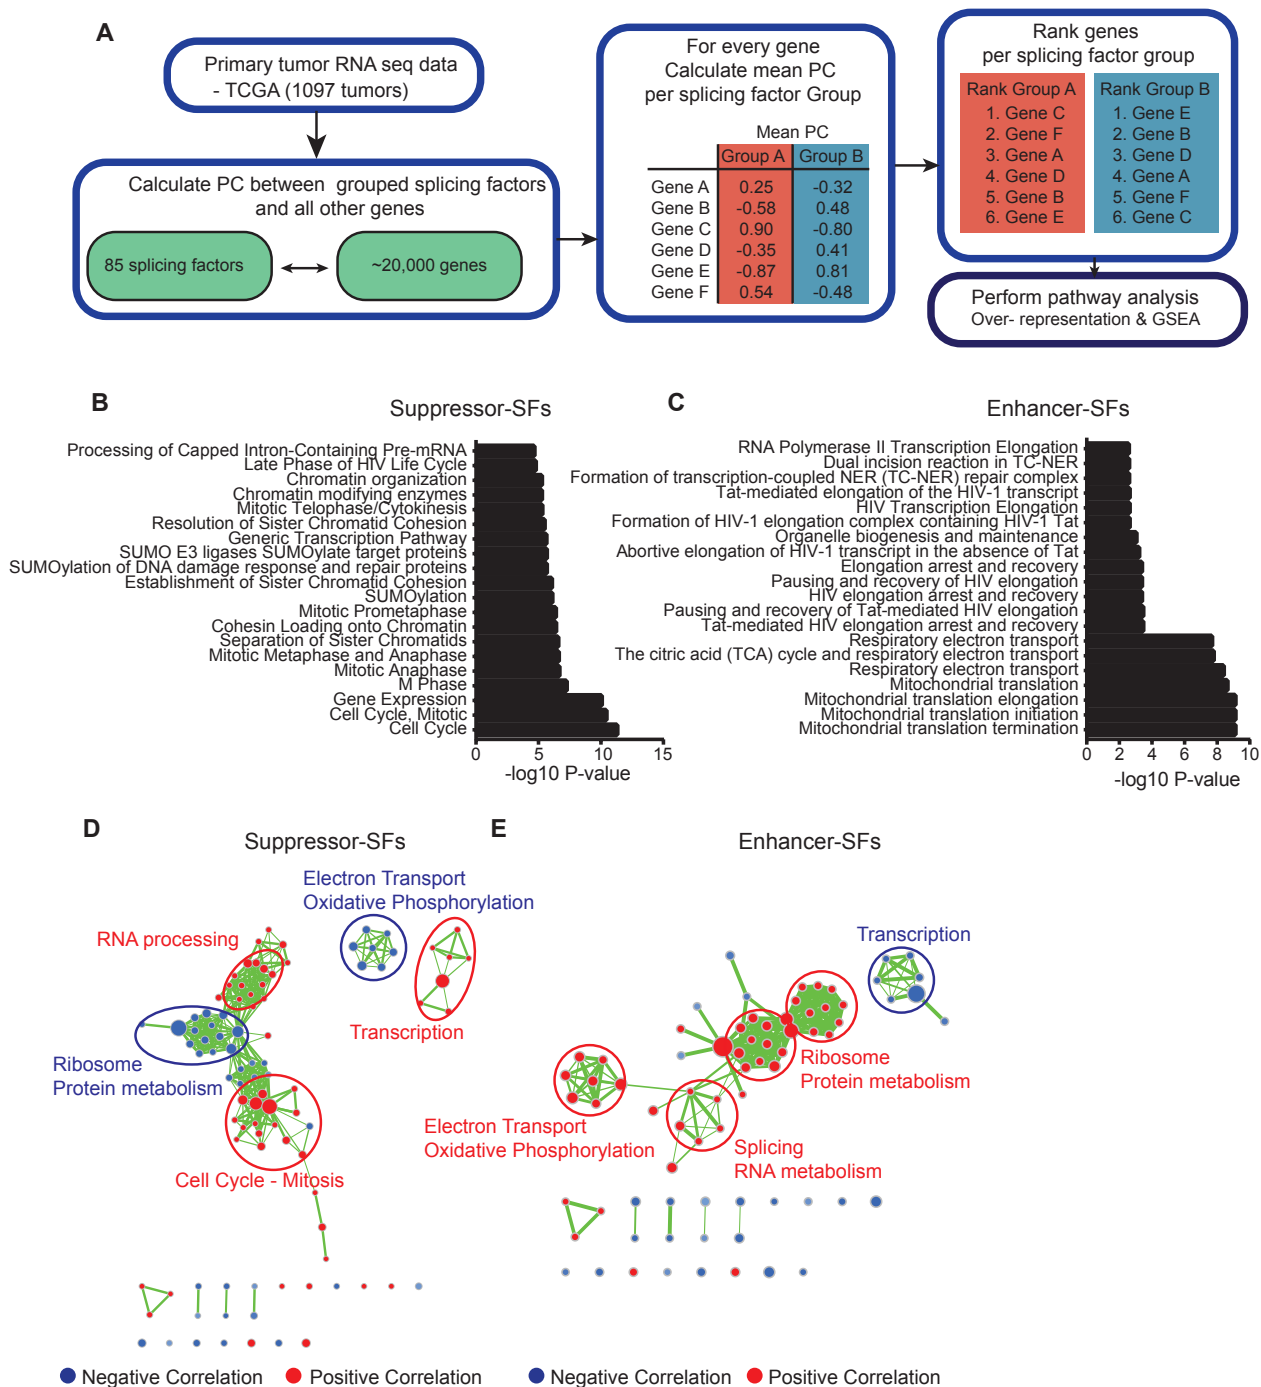 A
Primary tumor RNA seq data
- TCGA (1097 tumors)
Calculate PC between grouped splicing factors
and all other genes
85 splicing factors
~20,000 genes
For every gene
Calculate mean PC
per splicing factor Group
Mean PC
Group A Group B
Gene A 0.25 -0.32
Gene B -0.58 0.48
Gene C 0.90 -0.80
Gene D -0.35 0.41
Gene E -0.87 0.81
Gene F 0.54 -0.48
Rank genes
per splicing factor group
Rank Group A
1. Gene C
2. Gene F
3. Gene A
4. Gene D
5. Gene B
6. Gene E
Rank Group B
1. Gene E
2. Gene B
3. Gene D
4. Gene A
5. Gene F
6. Gene C
Perform pathway analysis
Over- representation & GSEA
B
Suppressor-SFs
Processing of Capped Intron-Containing Pre-mRNA
Late Phase of HIV Life Cycle
Chromatin organization
Chromatin modifying enzymes
Mitotic Telophase/Cytokinesis
Resolution of Sister Chromatid Cohesion
Generic Transcription Pathway
SUMO E3 ligases SUMOylate target proteins
SUMOylation of DNA damage response and repair proteins
Establishment of Sister Chromatid Cohesion
SUMOylation
Mitotic Prometaphase
Cohesin Loading onto Chromatin
Separation of Sister Chromatids
Mitotic Metaphase and Anaphase
Mitotic Anaphase
M Phase
Gene Expression
Cell Cycle, Mitotic
Cell Cycle
0 5 10 15
-log10 P-value
C
Enhancer-SFs
RNA Polymerase II Transcription Elongation
Dual incision reaction in TC-NER
Formation of transcription-coupled NER (TC-NER) repair complex
Tat-mediated elongation of the HIV-1 transcript
HIV Transcription Elongation
Formation of HIV-1 elongation complex containing HIV-1 Tat
Organelle biogenesis and maintenance
Abortive elongation of HIV-1 transcript in the absence of Tat
Elongation arrest and recovery
Pausing and recovery of HIV elongation
HIV elongation arrest and recovery
Pausing and recovery of Tat-mediated HIV elongation
Tat-mediated HIV elongation arrest and recovery
Respiratory electron transport
The citric acid (TCA) cycle and respiratory electron transport
Respiratory electron transport
Mitochondrial translation
Mitochondrial translation elongation
Mitochondrial translation initiation
Mitochondrial translation termination
0 2 4 6 8 10
-log10 P-value
D
Suppressor-SFs
Electron Transport
Oxidative Phosphorylation
RNA processing
Transcription
Ribosome
Protein metabolism
Cell Cycle - Mitosis
Negative Correlation
Positive Correlation
E
Enhancer-SFs
Transcription
Ribosome
Protein metabolism
Electron Transport
Oxidative Phosphorylation
Splicing
RNA metabolism
Negative Correlation
Positive Correlation